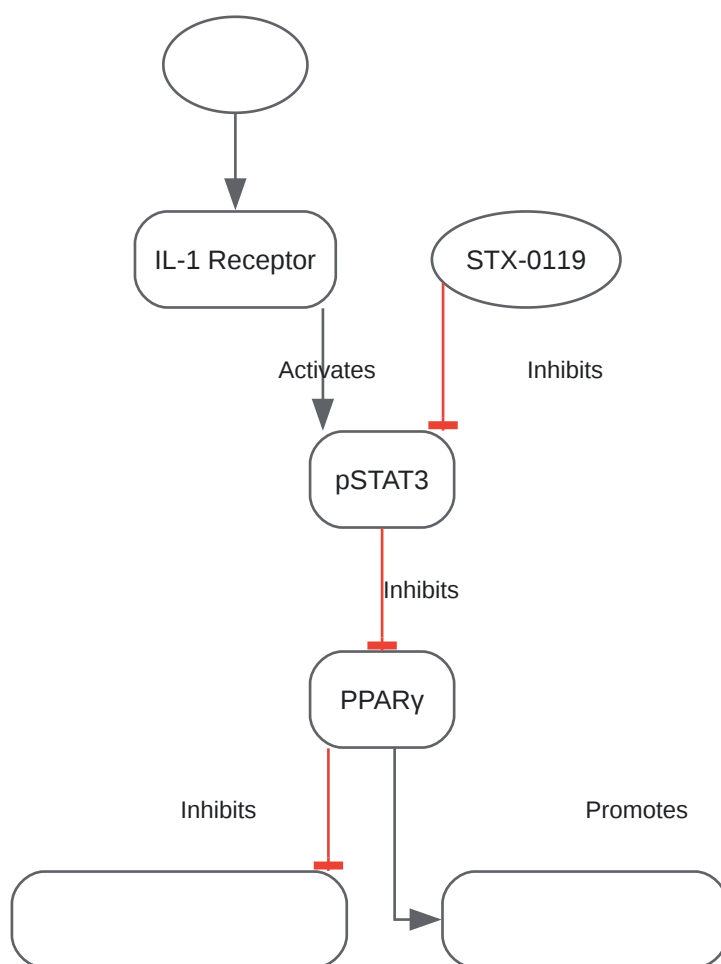 IL-1 Receptor
STX-0119
Activates
Inhibits
pSTAT3
Inhibits
PPARγ
Inhibits
Promotes